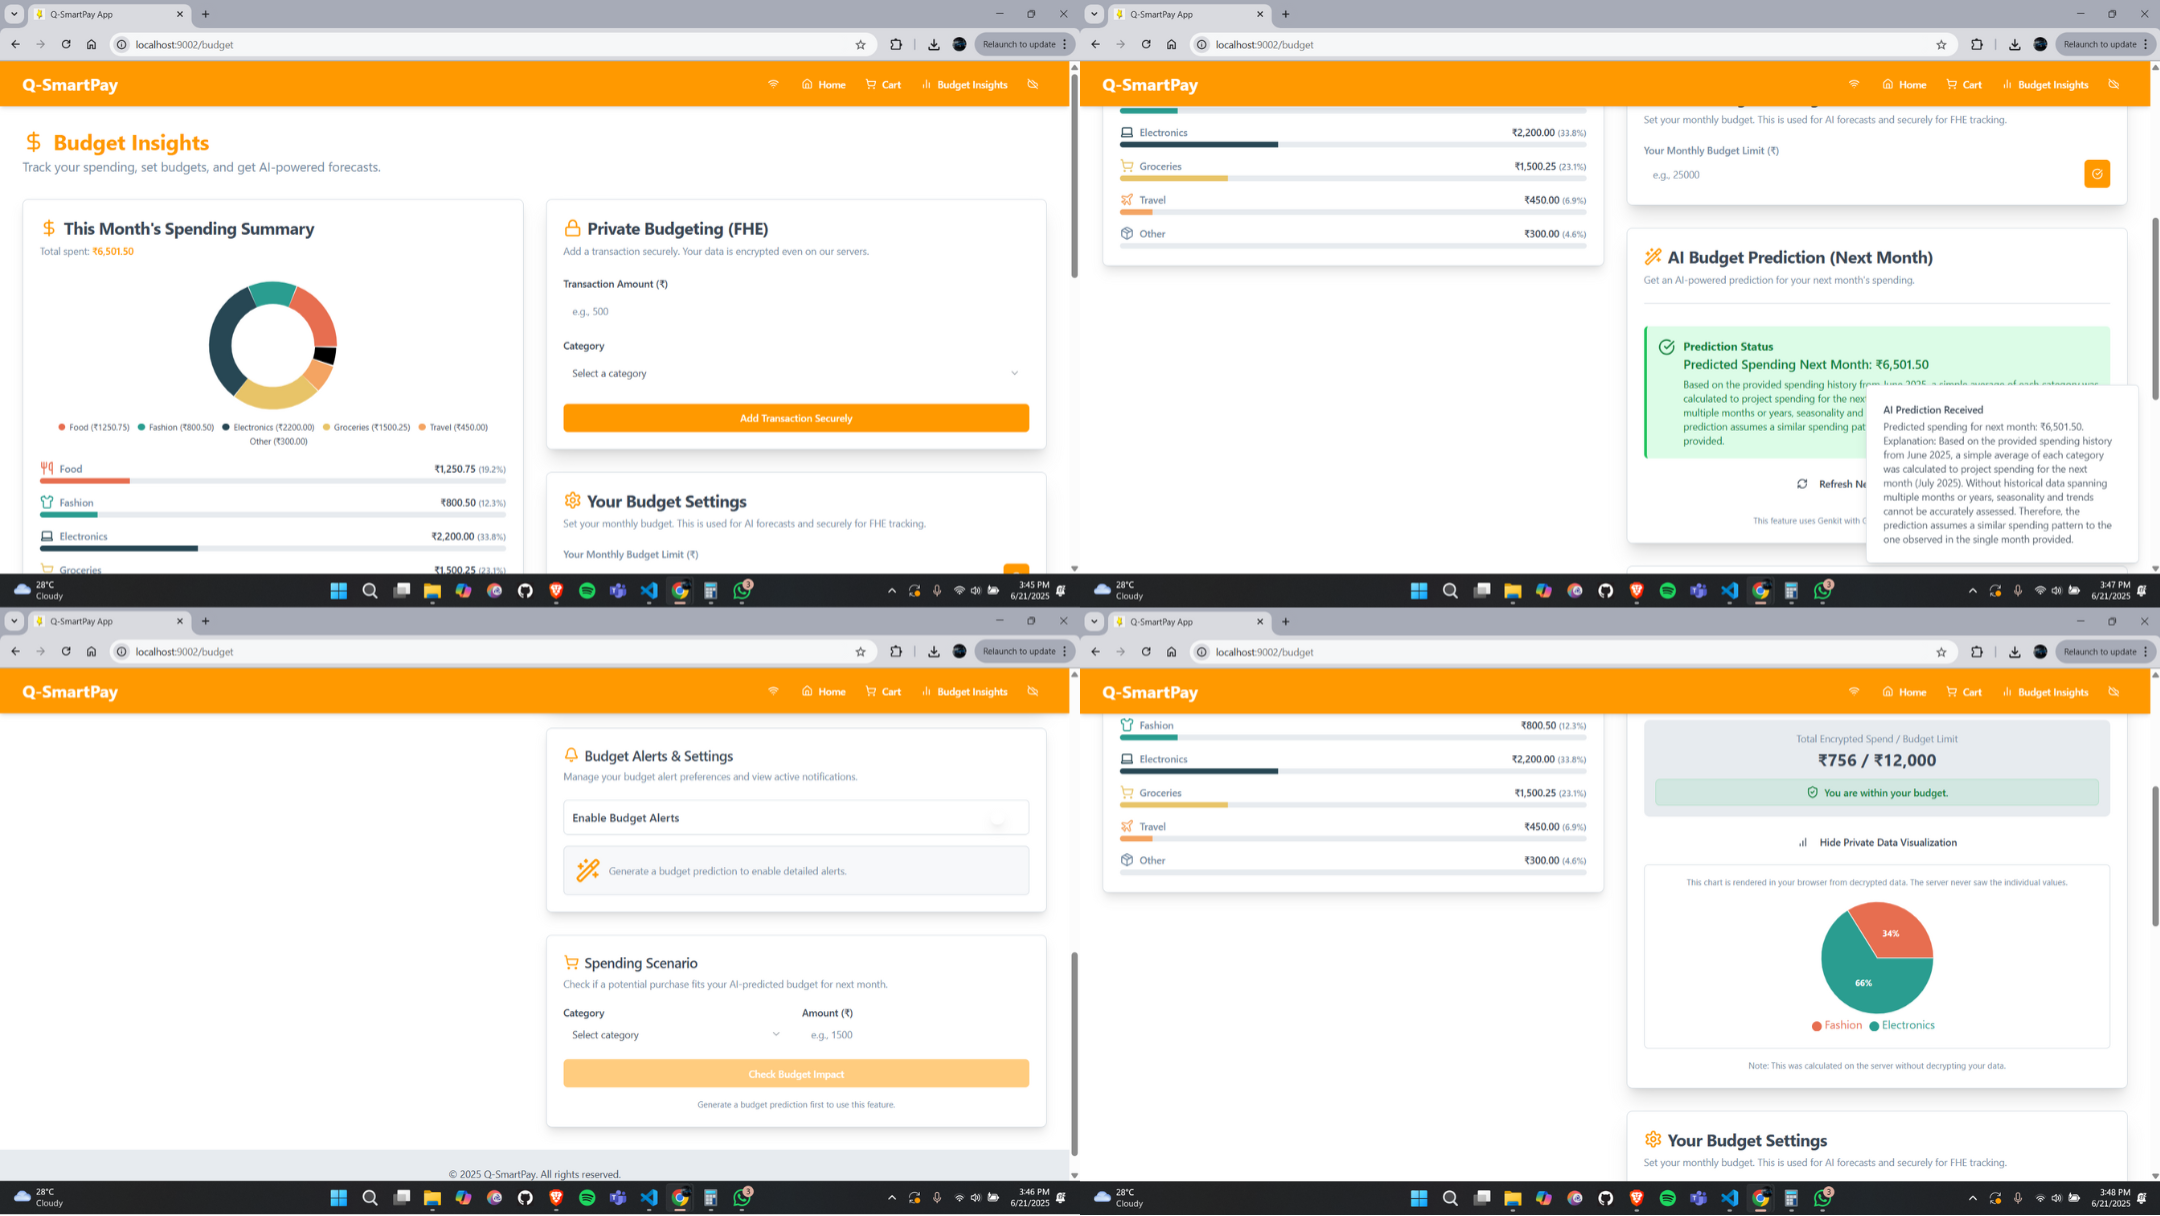 Q-SmartPay App
localhost:9002/budget
Relaunch to update
Q-SmartPay
Home
Cart
Budget Insights
Budget Insights
Track your spending, set budgets, and get AI-powered forecasts.
This Month's Spending Summary
Total spent: ₹6,501.50
Food (₹1250.75) Fashion (₹800.50) Electronics (₹2200.00) Groceries (₹1500.25) Travel (₹450.00)
Other (₹300.00)
Food ₹1,250.75 (19.2%)
Fashion ₹800.50 (12.3%)
Electronics ₹2,200.00 (33.8%)
Groceries ₹1,500.25 (23.1%)
Private Budgeting (FHE)
Add a transaction securely. Your data is encrypted even on our servers.
Transaction Amount (₹)
e.g., 500
Category
Select a category
Add Transaction Securely
Your Budget Settings
Set your monthly budget. This is used for AI forecasts and securely for FHE tracking.
Your Monthly Budget Limit (₹)
28°C
Cloudy
3
3:45 PM
6/21/2025
Q-SmartPay App
localhost:9002/budget
Relaunch to update
Q-SmartPay
Home
Cart
Budget Insights
Electronics ₹2,200.00 (33.8%)
Groceries ₹1,500.25 (23.1%)
Travel ₹450.00 (6.9%)
Other ₹300.00 (4.6%)
Set your monthly budget. This is used for AI forecasts and securely for FHE tracking.
Your Monthly Budget Limit (₹)
e.g., 25000
AI Budget Prediction (Next Month)
Get an AI-powered prediction for your next month's spending.
Prediction Status
Predicted Spending Next Month: ₹6,501.50
Based on the provided spending history from June 2025, a simple average of each category was
calculated to project spending for the nex
multiple months or years, seasonality and
prediction assumes a similar spending pat
provided.
Refresh Ne
This feature uses Genkit with G
AI Prediction Received
Predicted spending for next month: ₹6,501.50.
Explanation: Based on the provided spending history
from June 2025, a simple average of each category
was calculated to project spending for the next
month (July 2025). Without historical data spanning
multiple months or years, seasonality and trends
cannot be accurately assessed. Therefore, the
prediction assumes a similar spending pattern to the
one observed in the single month provided.
28°C
Cloudy
3
3:47 PM
6/21/2025
Q-SmartPay App
localhost:9002/budget
Relaunch to update
Q-SmartPay
Home
Cart
Budget Insights
Budget Alerts & Settings
Manage your budget alert preferences and view active notifications.
Enable Budget Alerts
Generate a budget prediction to enable detailed alerts.
Spending Scenario
Check if a potential purchase fits your AI-predicted budget for next month.
Category Amount (₹)
Select category e.g., 1500
Check Budget Impact
Generate a budget prediction first to use this feature.
© 2025 Q-SmartPay. All rights reserved.
28°C
Cloudy
3
3:46 PM
6/21/2025
Q-SmartPay App
localhost:9002/budget
Relaunch to update
Q-SmartPay
Home
Cart
Budget Insights
Fashion ₹800.50 (12.3%)
Electronics ₹2,200.00 (33.8%)
Groceries ₹1,500.25 (23.1%)
Travel ₹450.00 (6.9%)
Other ₹300.00 (4.6%)
Total Encrypted Spend / Budget Limit
₹756 / ₹12,000
You are within your budget.
Hide Private Data Visualization
This chart is rendered in your browser from decrypted data. The server never saw the individual values.
34%
66%
Fashion Electronics
Note: This was calculated on the server without decrypting your data.
Your Budget Settings
Set your monthly budget. This is used for AI forecasts and securely for FHE tracking.
28°C
Cloudy
3
3:48 PM
6/21/2025